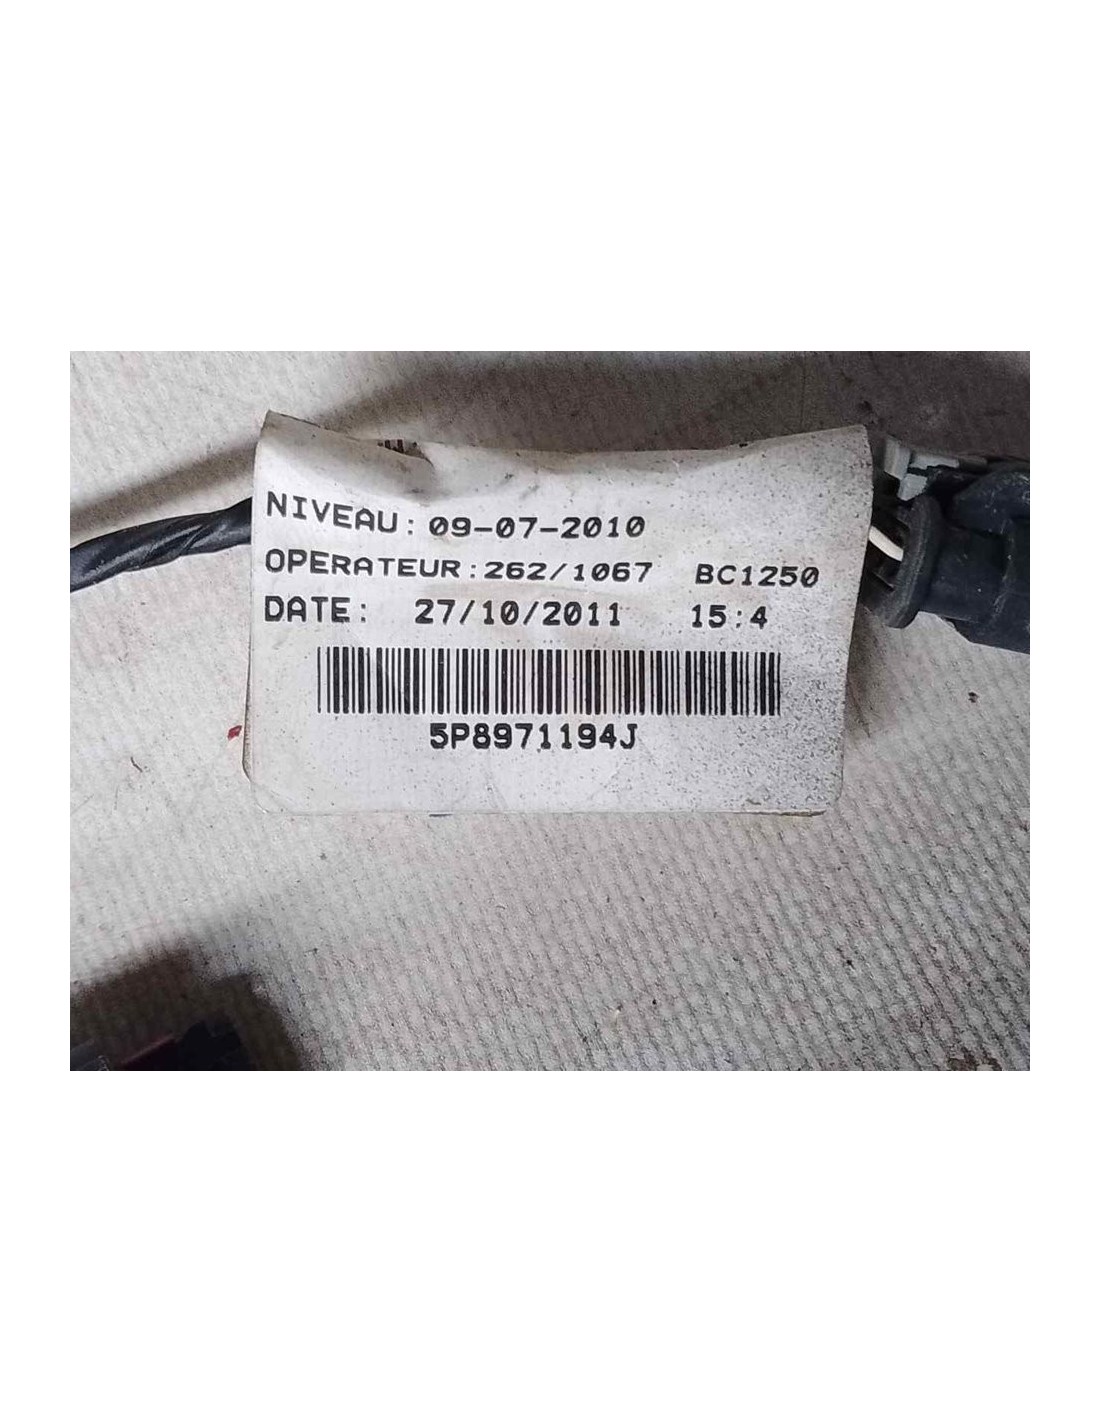 NIVEAU: 09-07-2010
OPERATEUR:262/1067 BC1250
DATE: 27/10/2011 15:4
5P8971194J